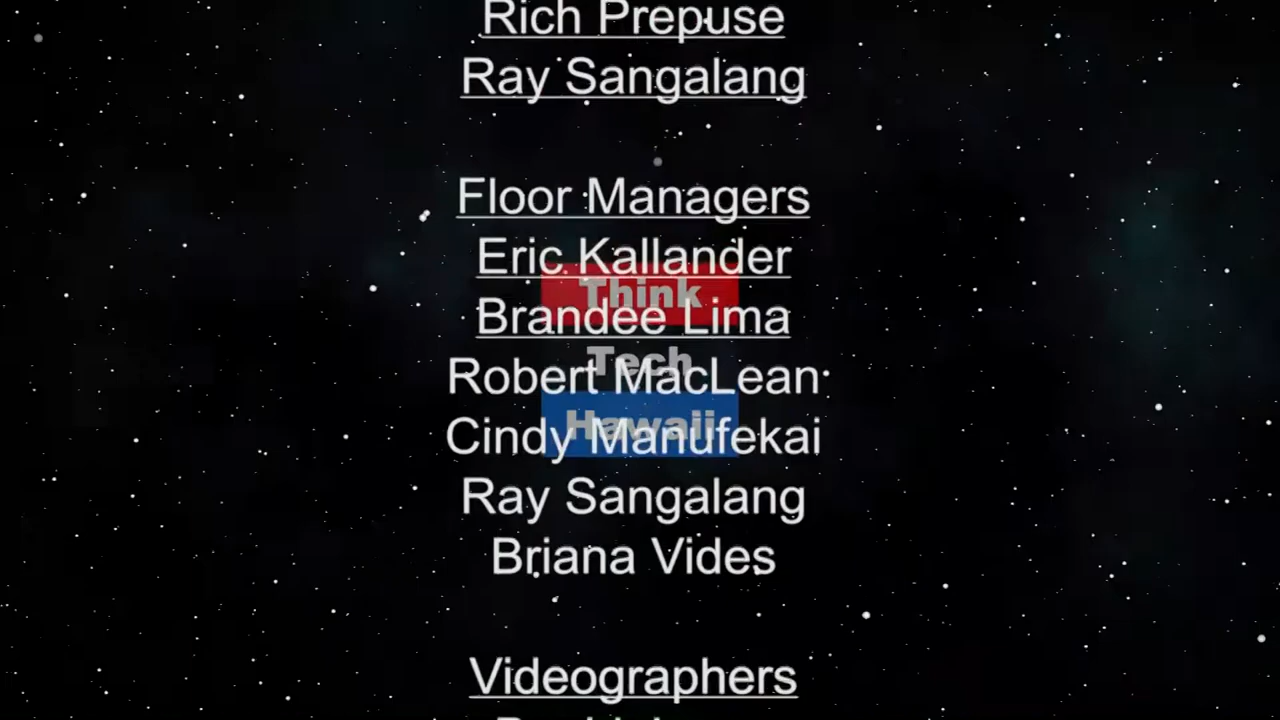 Rich Prepuse
Ray Sangalang
Floor Managers
Eric Kallander
Think
Brandee Lima
Tech
Robert MacLean
Hawaii
Cindy Manufekai
Ray Sangalang
Briana Vides
Videographers